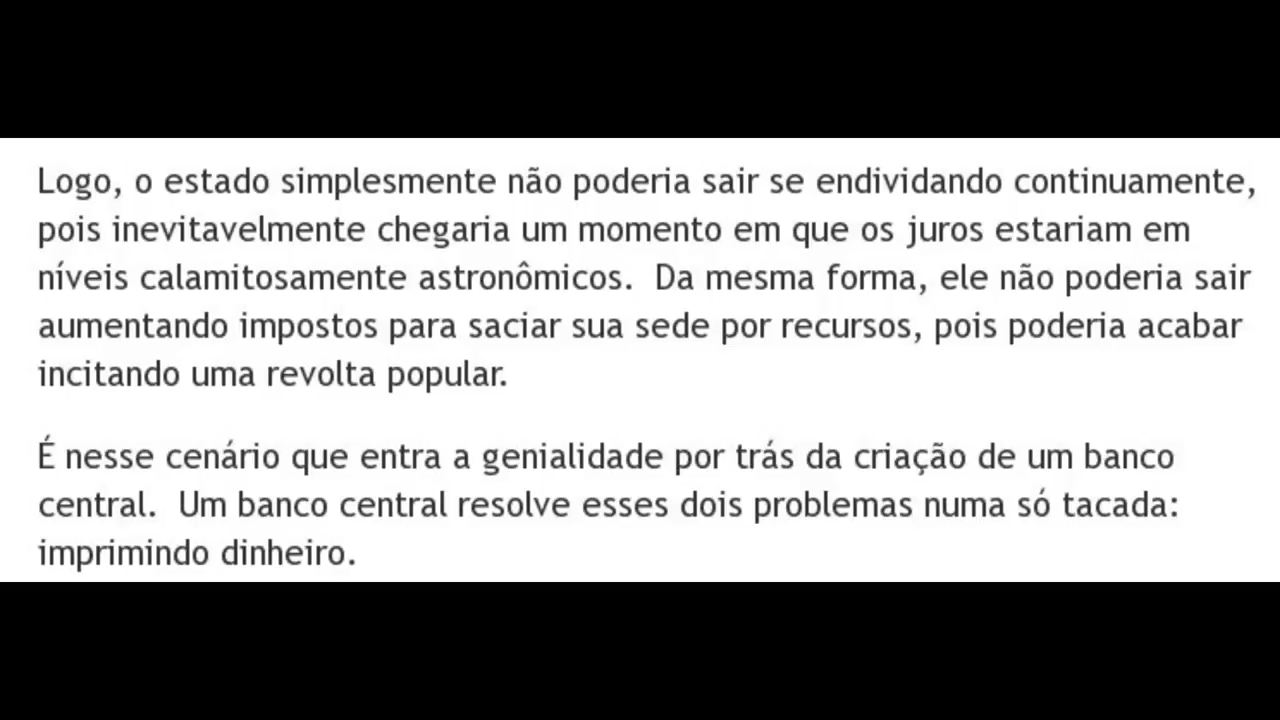 Logo, o estado simplesmente não poderia sair se endividando continuamente,
pois inevitavelmente chegaria um momento em que os juros estariam em
níveis calamitosamente astronômicos.  Da mesma forma, ele não poderia sair
aumentando impostos para saciar sua sede por recursos, pois poderia acabar
incitando uma revolta popular.
É nesse cenário que entra a genialidade por trás da criação de um banco
central.  Um banco central resolve esses dois problemas numa só tacada:
imprimindo dinheiro.